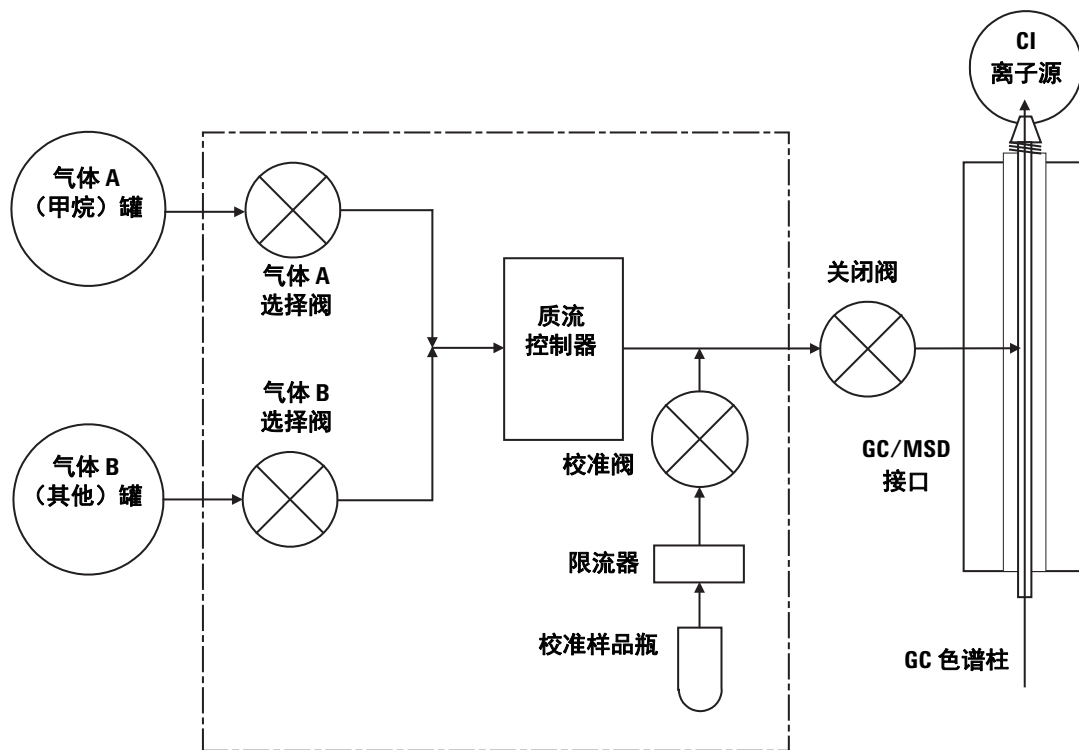 CI
离子源
气体 A
（甲烷）罐
气体 A
选择阀
关闭阀
质流
控制器
气体 B
选择阀
气体 B
（其他）罐
校准阀
GC/MSD
接口
限流器
校准样品瓶
GC 色谱柱